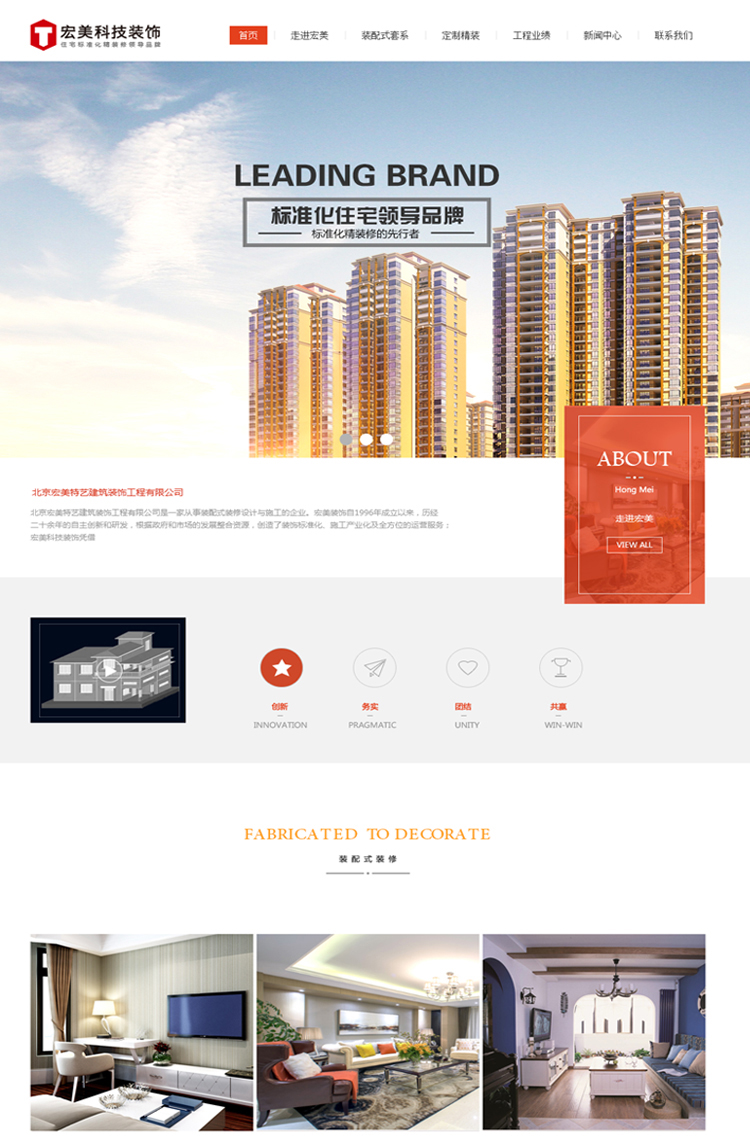 宏美科技装饰
住宅标准化精装修领导品牌
首页 走进宏美 装配式套系 定制精装 工程业绩 新闻中心 联系我们
LEADING BRAND
标准化住宅领导品牌
标准化精装修的先行者
ABOUT
Hong Mei
走进宏美
VIEW ALL
北京宏美特艺建筑装饰工程有限公司
北京宏美特艺建筑装饰工程有限公司是一家从事装配式装修设计与施工的企业。宏美装饰自1996年成立以来，历经
二十余年的自主创新和研发，根据政府和市场的发展整合资源，创造了装饰标准化、施工产业化及全方位的运营服务；
宏美科技装饰凭借
创新 务实 团结 共赢
INNOVATION PRAGMATIC UNITY WIN-WIN
FABRICATED TO DECORATE
装配式装修